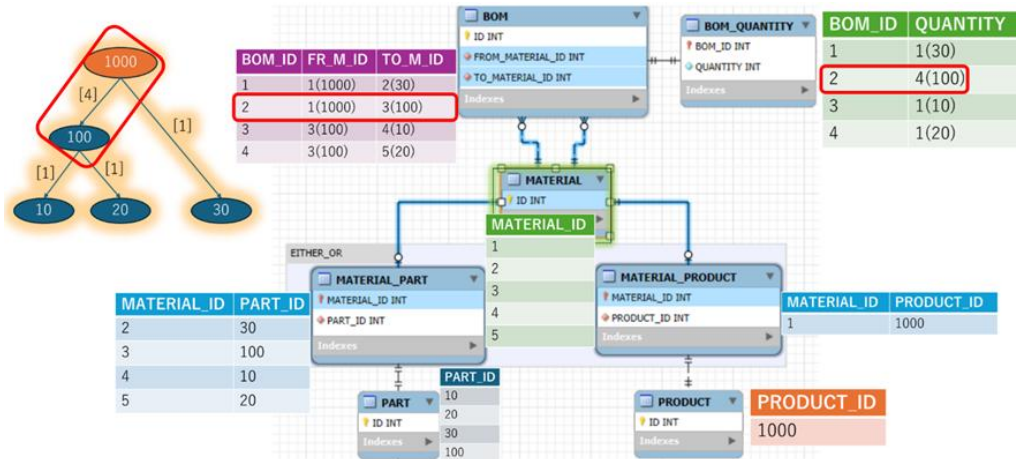 1000
[4]
100
[1]
[1]
[1]
10
20
30
BOM_ID FR_M_ID TO_M_ID
1 1(1000) 2(30)
2 1(1000) 3(100)
3 3(100) 4(10)
4 3(100) 5(20)
BOM
ID INT
FROM_MATERIAL_ID INT
TO_MATERIAL_ID INT
Indexes
BOM_QUANTITY
BOM_ID INT
QUANTITY INT
Indexes
BOM_ID QUANTITY
1 1(30)
2 4(100)
3 1(10)
4 1(20)
MATERIAL
ID INT
MATERIAL_ID
1
2
3
4
5
EITHER_OR
MATERIAL_PART
MATERIAL_ID INT
PART_ID INT
Indexes
MATERIAL_PRODUCT
MATERIAL_ID INT
PRODUCT_ID INT
Indexes
MATERIAL_ID PART_ID
2 30
3 100
4 10
5 20
MATERIAL_ID PRODUCT_ID
1 1000
PART
ID INT
Indexes
PART_ID
10
20
30
100
PRODUCT
ID INT
Indexes
PRODUCT_ID
1000